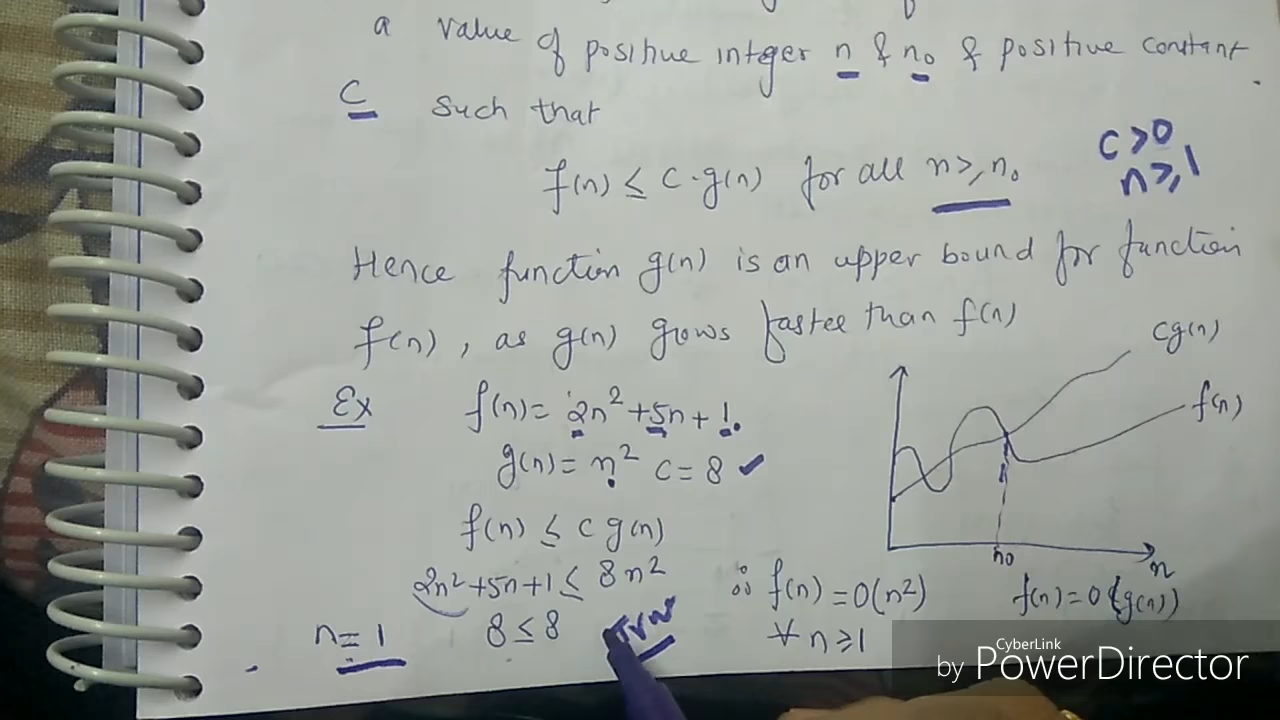 a value of positive integer n & n₀ & positive constant
c such that
f(n) ≤ c·g(n) for all n ≥ n₀
c>0
n≥1
Hence function g(n) is an upper bound for function
f(n), as g(n) grows faster than f(n)
Ex f(n) = 2n² + 5n + 1.
g(n) = n² c = 8 ✓
f(n) ≤ c g(n)
2n² + 5n + 1 ≤ 8n²
n = 1 8 ≤ 8 True
∴ f(n) = O(n²)
∀ n ≥ 1
cg(n)
f(n)
n₀
n
f(n) = O(g(n))
by CyberLink PowerDirector